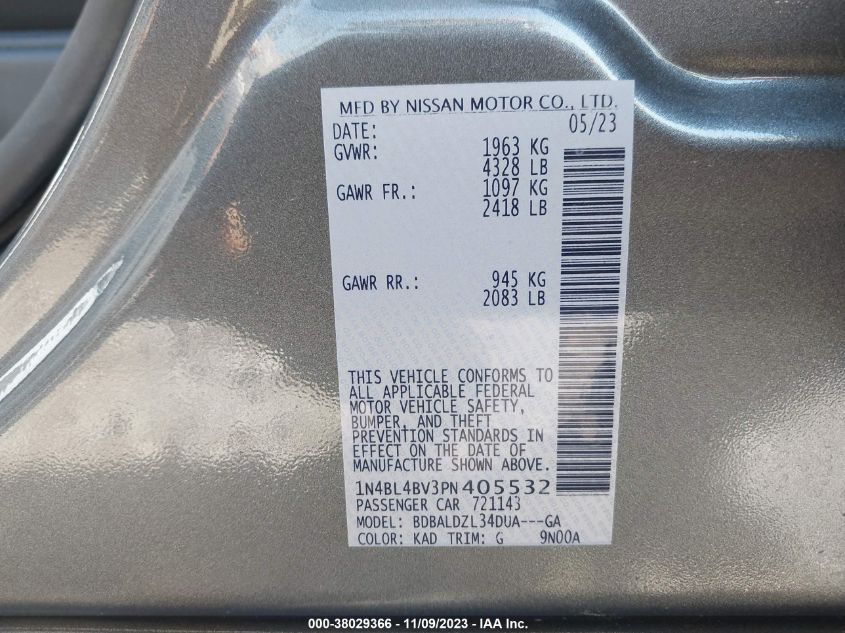 MFD BY NISSAN MOTOR CO., LTD.
DATE: 05/23
GVWR: 1963 KG
4328 LB
GAWR FR.: 1097 KG
2418 LB
GAWR RR.: 945 KG
2083 LB
THIS VEHICLE CONFORMS TO
ALL APPLICABLE FEDERAL
MOTOR VEHICLE SAFETY,
BUMPER, AND THEFT
PREVENTION STANDARDS IN
EFFECT ON THE DATE OF
MANUFACTURE SHOWN ABOVE.
1N4BL4BV3PN405532
PASSENGER CAR 721143
MODEL: BDBALDZL34DUA---GA
COLOR: KAD TRIM: G 9N00A
000-38029366 - 11/09/2023 - IAA Inc.